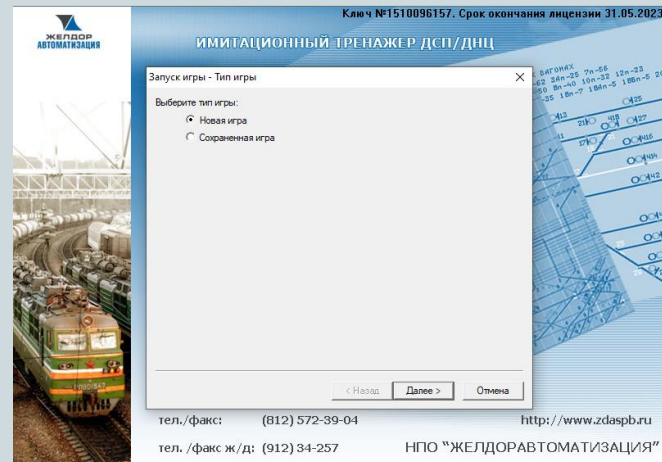 Ключ №1510096157. Срок окончания лицензии 31.05.2023
ЖЕЛДОР
АВТОМАТИЗАЦИЯ
ИМИТАЦИОННЫЙ ТРЕНАЖЕР ДСП/ДНЦ
Запуск игры - Тип игры
Выберите тип игры:
Новая игра
Сохраненная игра
< Назад
Далее >
Отмена
тел./факс: (812) 572-39-04
http://www.zdaspb.ru
тел. /факс ж/д: (912) 34-257
НПО "ЖЕЛДОРАВТОМАТИЗАЦИЯ"